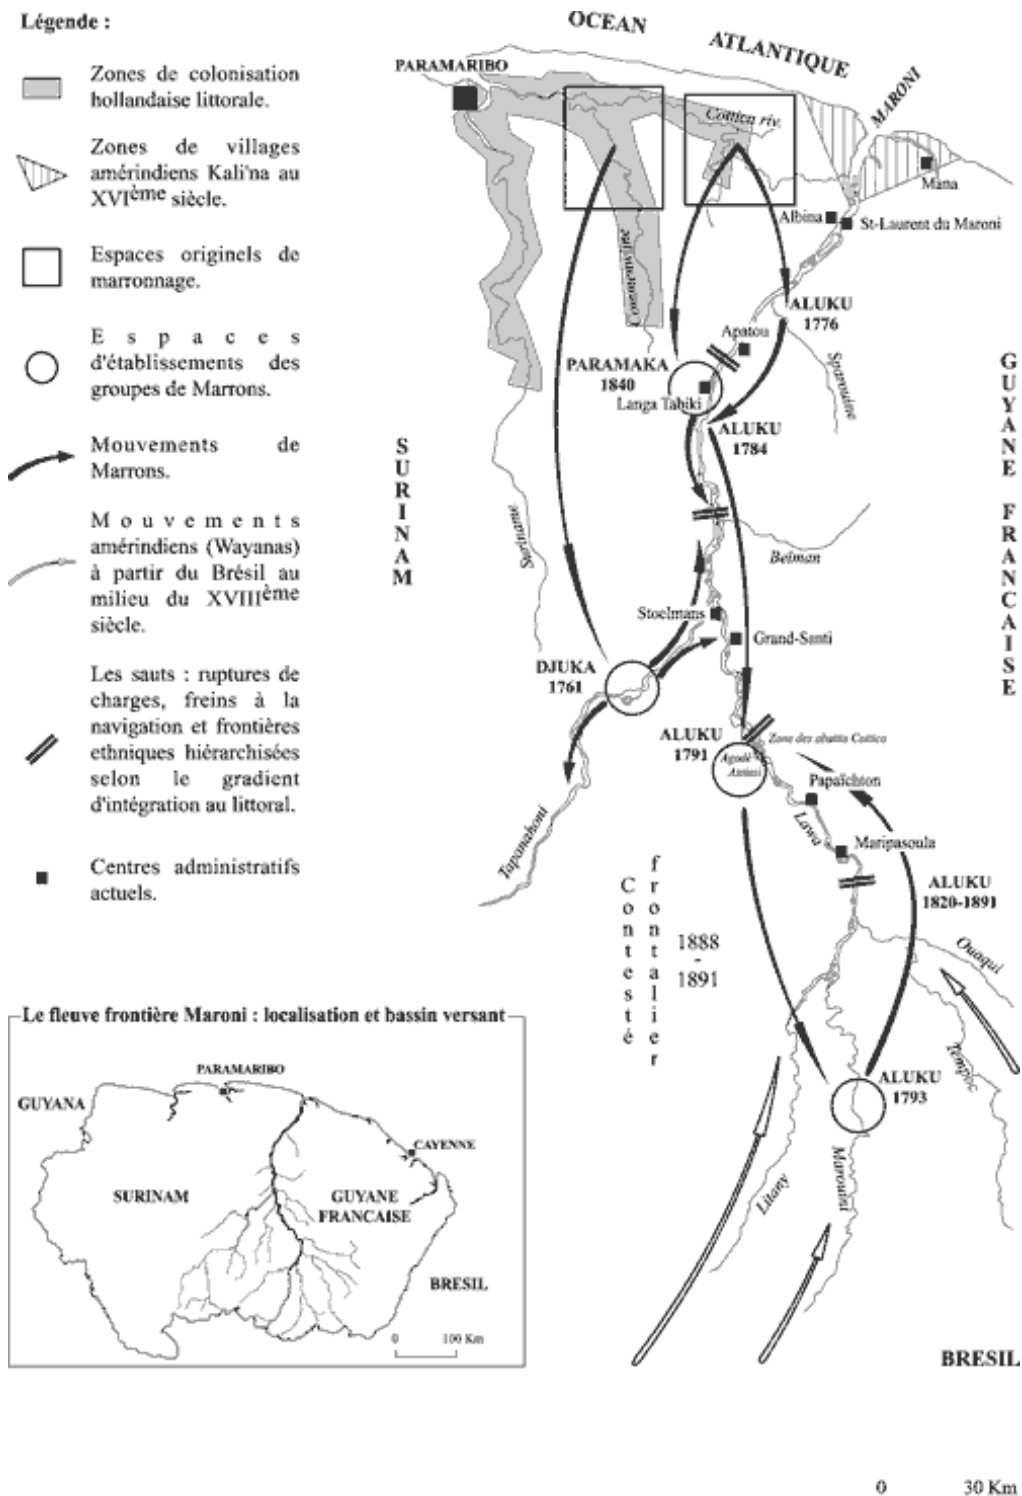 Légende :
Zones de colonisation
hollandaise littorale.
Zones de villages
amérindiens Kali'na au
XVIème siècle.
Espaces originels de
marronnage.
E s p a c e s
d'établissements des
groupes de Marrons.
Mouvements de
Marrons.
M o u v e m e n t s
amérindiens (Wayanas)
à partir du Brésil au
milieu du XVIIIème
siècle.
Les sauts : ruptures de
charges, freins à la
navigation et frontières
ethniques hiérarchisées
selon le gradient
d'intégration au littoral.
Centres administratifs
actuels.
OCEAN
ATLANTIQUE
PARAMARIBO
MARONI
Cottica riv.
Mana
Albina
St-Laurent du Maroni
Commewijne
ALUKU
1776
Apatou
Sparouine
PARAMAKA
1840
Langa Tabiki
ALUKU
1784
SURINAM
GUYANE FRANCAISE
Suriname
Beiman
Stoelmans
Grand-Santi
DJUKA
1761
ALUKU
1791
Zone des abattis Cottica
Agodé
Papaïchton
Lawa
Maripasoula
Tapanahoni
ALUKU
1820-1891
Contesté
frontalier
1888
-
1891
Ouaqui
Tempoc
ALUKU
1793
Litany
Marouini
BRESIL
0 30 Km
Le fleuve frontière Maroni : localisation et bassin versant
PARAMARIBO
GUYANA
CAYENNE
SURINAM
GUYANE
FRANCAISE
BRESIL
0 100 Km